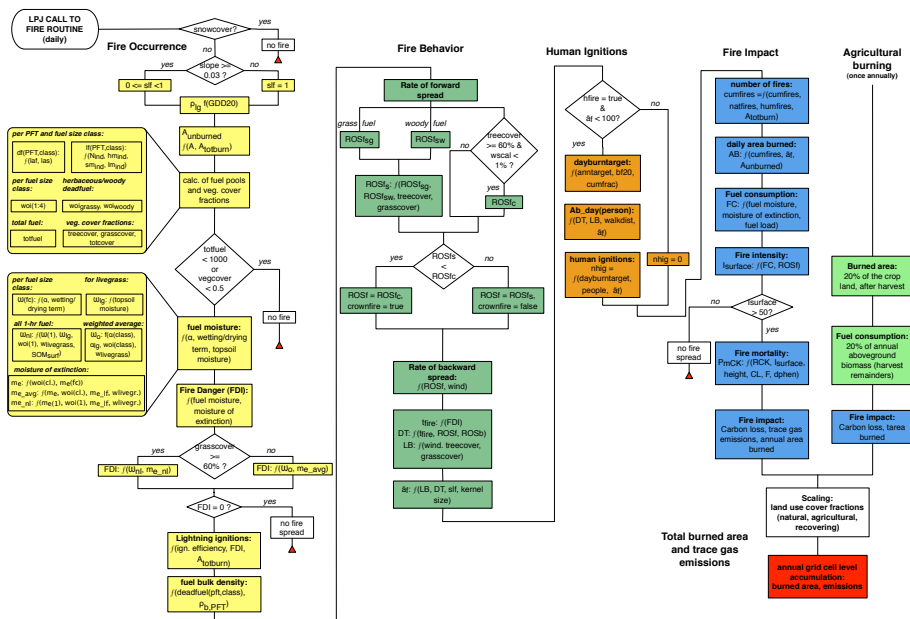 LPJ CALL TO
FIRE ROUTINE
(daily)
Fire Occurrence
snowcover?
yes
no fire
no
slope >=
0.03 ?
yes
no
0 <= slf <1
slf = 1
ρlg f(GDD20)
Aunburned
ƒ(A, Atotburn)
calc. of fuel pools
and veg. cover
fractions
per PFT and fuel size class:
df(PFT,class):
ƒ(laf, las)
lf(PFT,class):
ƒ(Nind, hmind,
smind, lmind)
per fuel size
class:
herbaceous/woody
deadfuel:
woi(1:4)
woigrassy, woiwoody
total fuel:
veg. cover fractions:
totfuel
treecover, grasscover,
totcover
totfuel
< 1000
or
vegcover
< 0.5
yes
no fire
no
per fuel size
class:
for livegrass:
ω(fc): ƒ(α, wetting/
drying term)
ωlg: ƒ(topsoil
moisture)
all 1-hr fuel:
weighted average:
ωnl: ƒ(ω(1), ωlg,
woi(1), wlivegrass,
SOMsurf)
ωo: f(α(class),
αlg, woi(class),
wlivegrass)
moisture of extinction:
me: ƒ(woi(cl.), me(fc))
me_avg: ƒ(me, woi(cl.), me_lf, wlivegr.)
me_nl: ƒ(me(1), woi(1), me_lf, wlivegr.)
fuel moisture:
ƒ(α, wetting/drying
term, topsoil
moisture)
Fire Danger (FDI):
ƒ(fuel moisture,
moisture of
extinction)
grasscover
>=
60% ?
yes
no
FDI: ƒ(ωnl, me_nl)
FDI: ƒ(ωo, me_avg)
FDI = 0 ?
yes
no fire
spread
no
Lightning ignitions:
ƒ(ign. efficiency, FDI,
Atotburn)
fuel bulk density:
ƒ(deadfuel(pft,class),
ρb,PFT)
Fire Behavior
Rate of forward
spread
grass fuel
woody fuel
ROSfsg
ROSfsw
treecover
>= 60% &
wscal <
1% ?
No
yes
ROSfc
ROSfs: ƒ(ROSfsg,
ROSfsw, treecover,
grasscover)
ROSfs
<
ROSfc
yes
no
ROSf = ROSfc,
crownfire = true
ROSf = ROSfs,
crownfire = false
Rate of backward
spread:
ƒ(ROSf, wind)
tfire: ƒ(FDI)
DT: ƒ(tfire, ROSf, ROSb)
LB: ƒ(wind. treecover,
grasscover)
āf: ƒ(LB, DT, slf, kernel
size)
Human Ignitions
hfire = true
&
āf < 100?
no
yes
dayburntarget:
ƒ(anntarget, bf20,
cumfrac)
Ab_day(person):
ƒ(DT, LB, walkdist,
āf)
human ignitions:
nhig =
ƒ(dayburntarget,
people, āf)
nhig = 0
Fire Impact
number of fires:
cumfires =ƒ(cumfires,
natfires, humfires,
Atotburn)
daily area burned:
AB: ƒ(cumfires, āf,
Aunburned)
Fuel consumption:
FC: ƒ(fuel moisture,
moisture of extinction,
fuel load)
Fire intensity:
Isurface: ƒ(FC, ROSf)
Isurface
> 50?
no
yes
no fire
spread
Fire mortality:
PmCK: ƒ(RCK, Isurface,
height, CL, F, dphen)
Fire impact:
Carbon loss, trace gas
emissions, annual area
burned
Agricultural
burning
(once annually)
Burned area:
20% of the crop
land, after harvest
Fuel consumption:
20% of annual
aboveground
biomass (harvest
remainders)
Fire impact:
Carbon loss, tarea
burned
Scaling:
land use cover fractions
(natural, agricultural,
recovering)
Total burned area
and trace gas
emissions
annual grid cell level
accumulation:
burned area, emissions